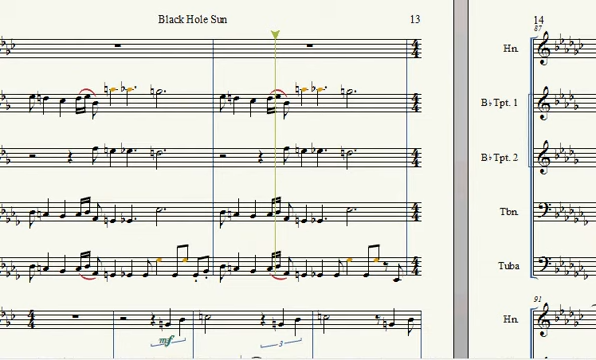 Black Hole Sun
13
14
87
Hn.
B♭ Tpt. 1
B♭ Tpt. 2
Tbn.
Tuba
91
Hn.
mf
3